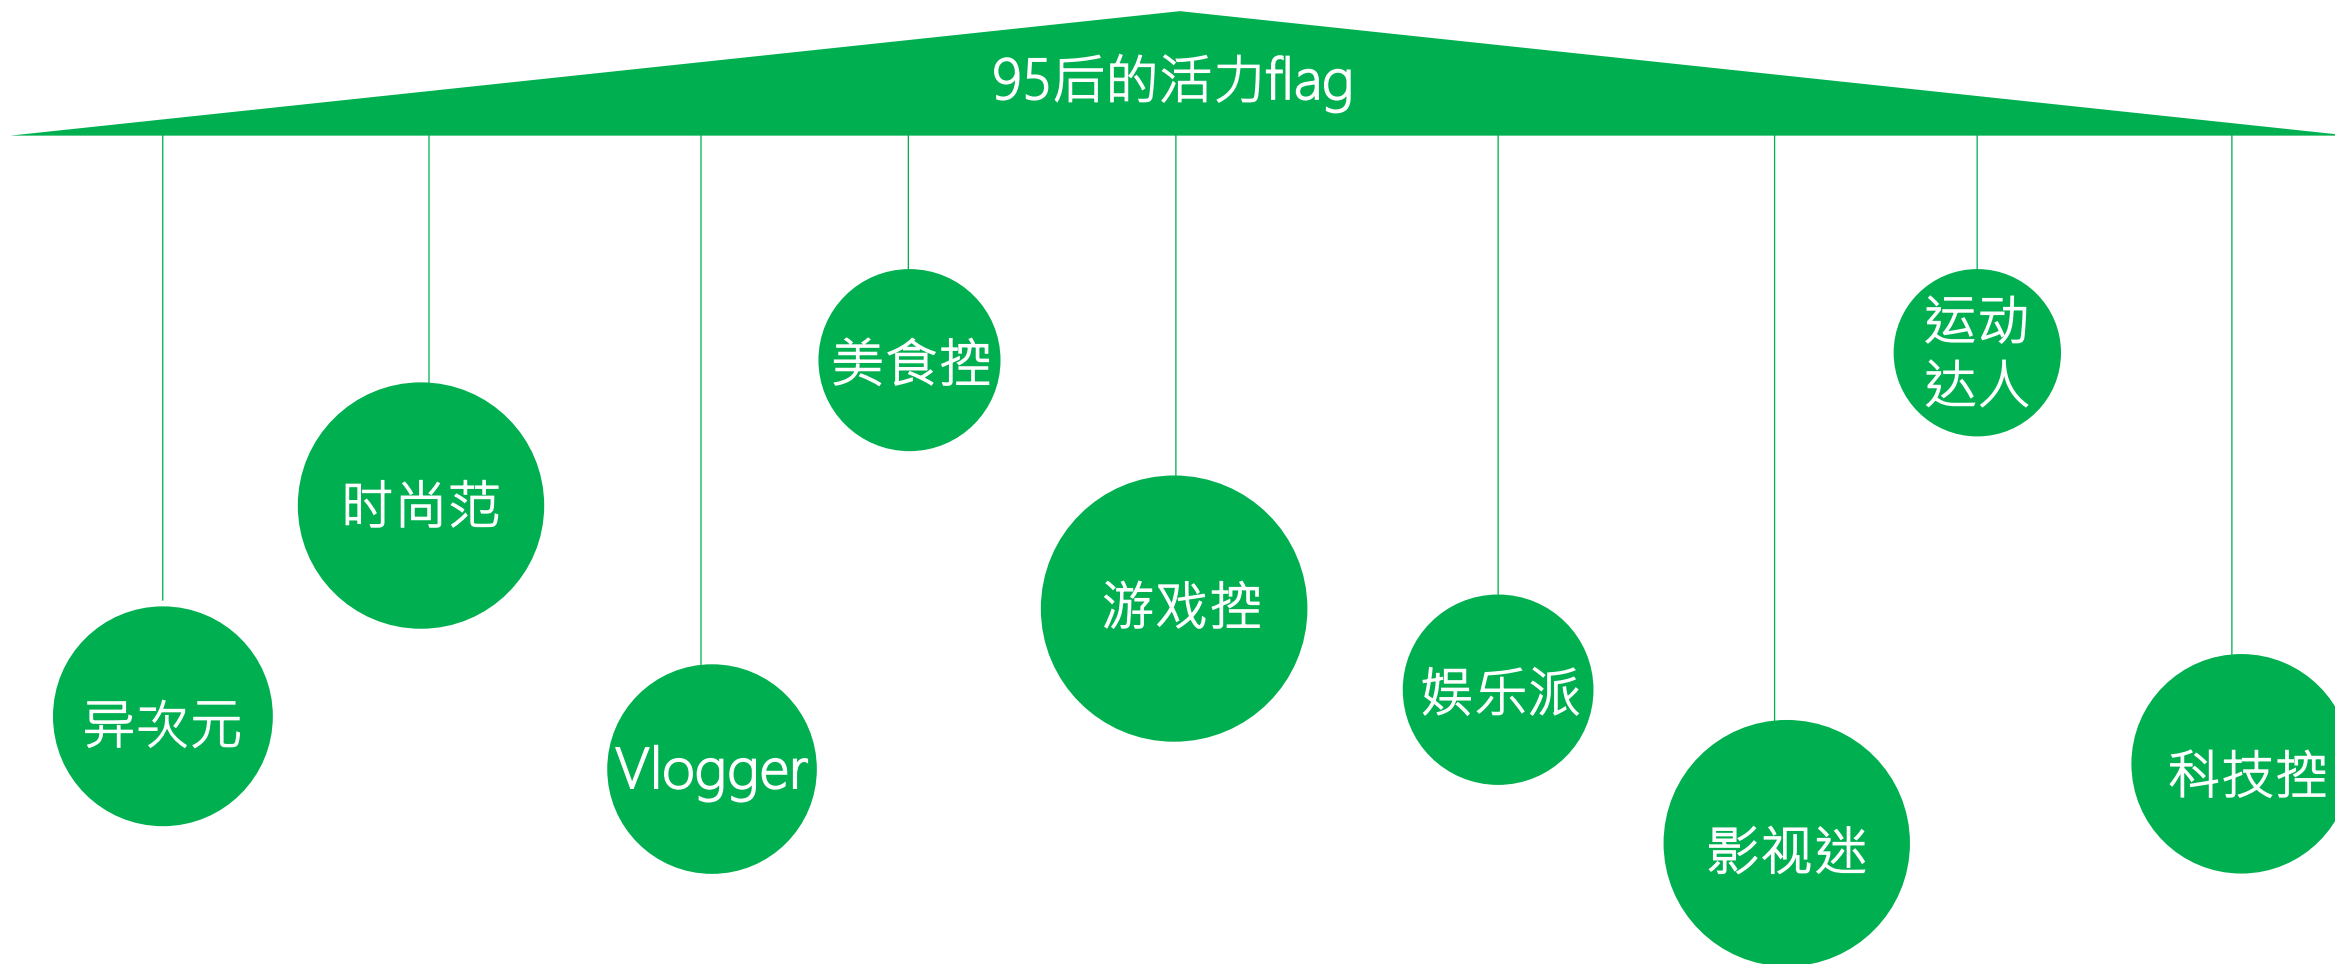 95后的活力flag
异次元
时尚范
Vlogger
美食控
游戏控
娱乐派
影视迷
运动
达人
科技控